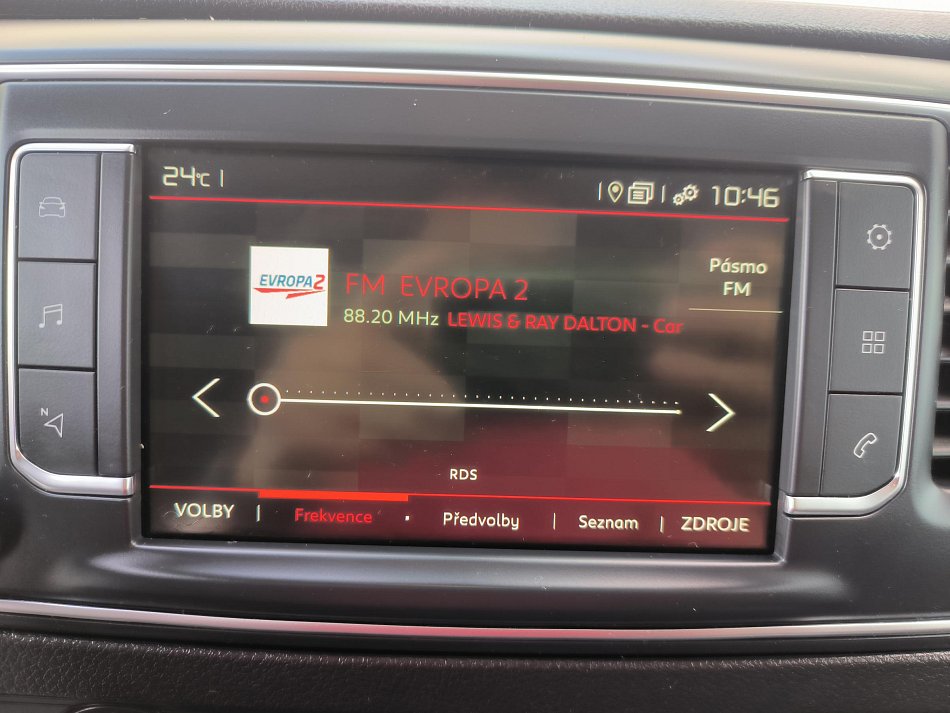 24°C
10:46
EVROPA2
FM EVROPA 2
88.20 MHz LEWIS & RAY DALTON - Car
Pásmo
FM
N
RDS
VOLBY | Frekvence
Předvolby | Seznam | ZDROJE